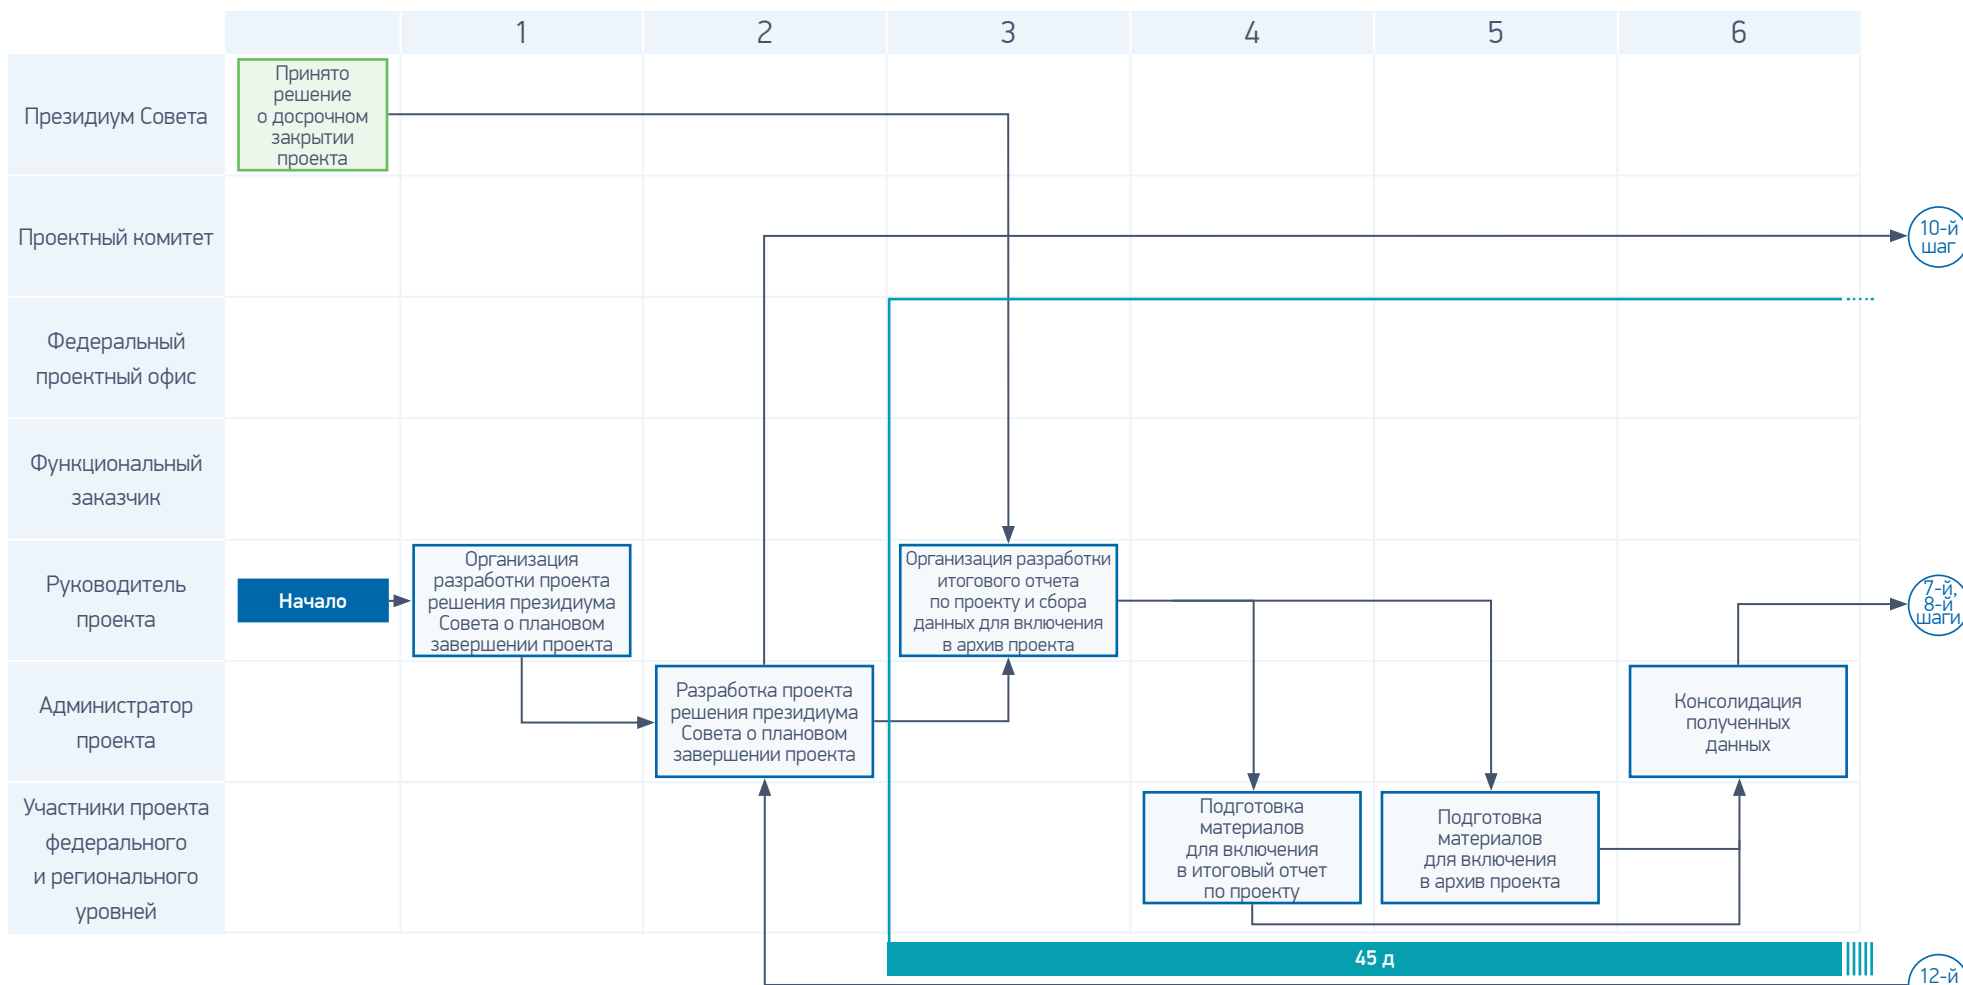 1
2
3
4
5
6
Президиум Совета
Принято
решение
о досрочном
закрытии
проекта
Проектный комитет
10-й
шаг
Федеральный
проектный офис
Функциональный
заказчик
Руководитель
проекта
Начало
Организация
разработки проекта
решения президиума
Совета о плановом
завершении проекта
Организация разработки
итогового отчета
по проекту и сбора
данных для включения
в архив проекта
7-й,
8-й
шаги
Администратор
проекта
Разработка проекта
решения президиума
Совета о плановом
завершении проекта
Консолидация
полученных
данных
Участники проекта
федерального
и регионального
уровней
Подготовка
материалов
для включения
в итоговый отчет
по проекту
Подготовка
материалов
для включения
в архив проекта
45 д
12-й